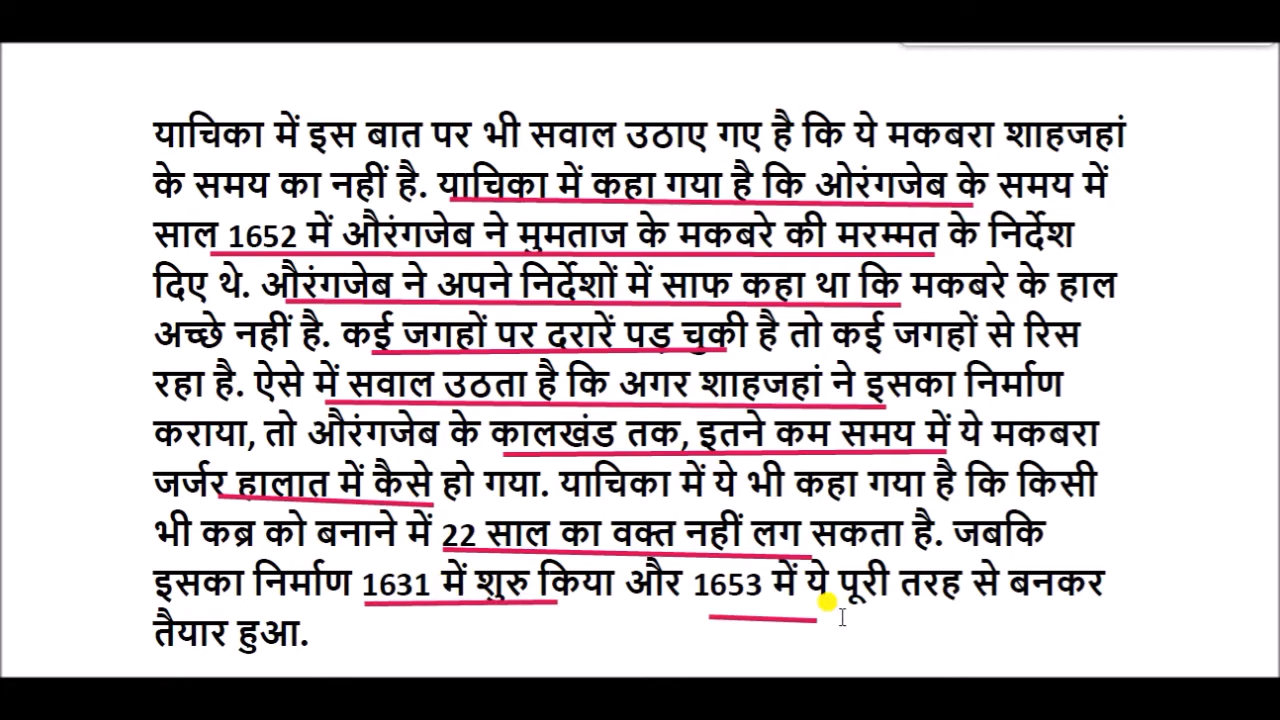 याचिका में इस बात पर भी सवाल उठाए गए है कि ये मकबरा शाहजहां
के समय का नहीं है. याचिका में कहा गया है कि ओरंगजेब के समय में
साल 1652 में औरंगजेब ने मुमताज के मकबरे की मरम्मत के निर्देश
दिए थे. औरंगजेब ने अपने निर्देशों में साफ कहा था कि मकबरे के हाल
अच्छे नहीं है. कई जगहों पर दरारें पड़ चुकी है तो कई जगहों से रिस
रहा है. ऐसे में सवाल उठता है कि अगर शाहजहां ने इसका निर्माण
कराया, तो औरंगजेब के कालखंड तक, इतने कम समय में ये मकबरा
जर्जर हालात में कैसे हो गया. याचिका में ये भी कहा गया है कि किसी
भी कब्र को बनाने में 22 साल का वक्त नहीं लग सकता है. जबकि
इसका निर्माण 1631 में शुरु किया और 1653 में ये पूरी तरह से बनकर
तैयार हुआ.